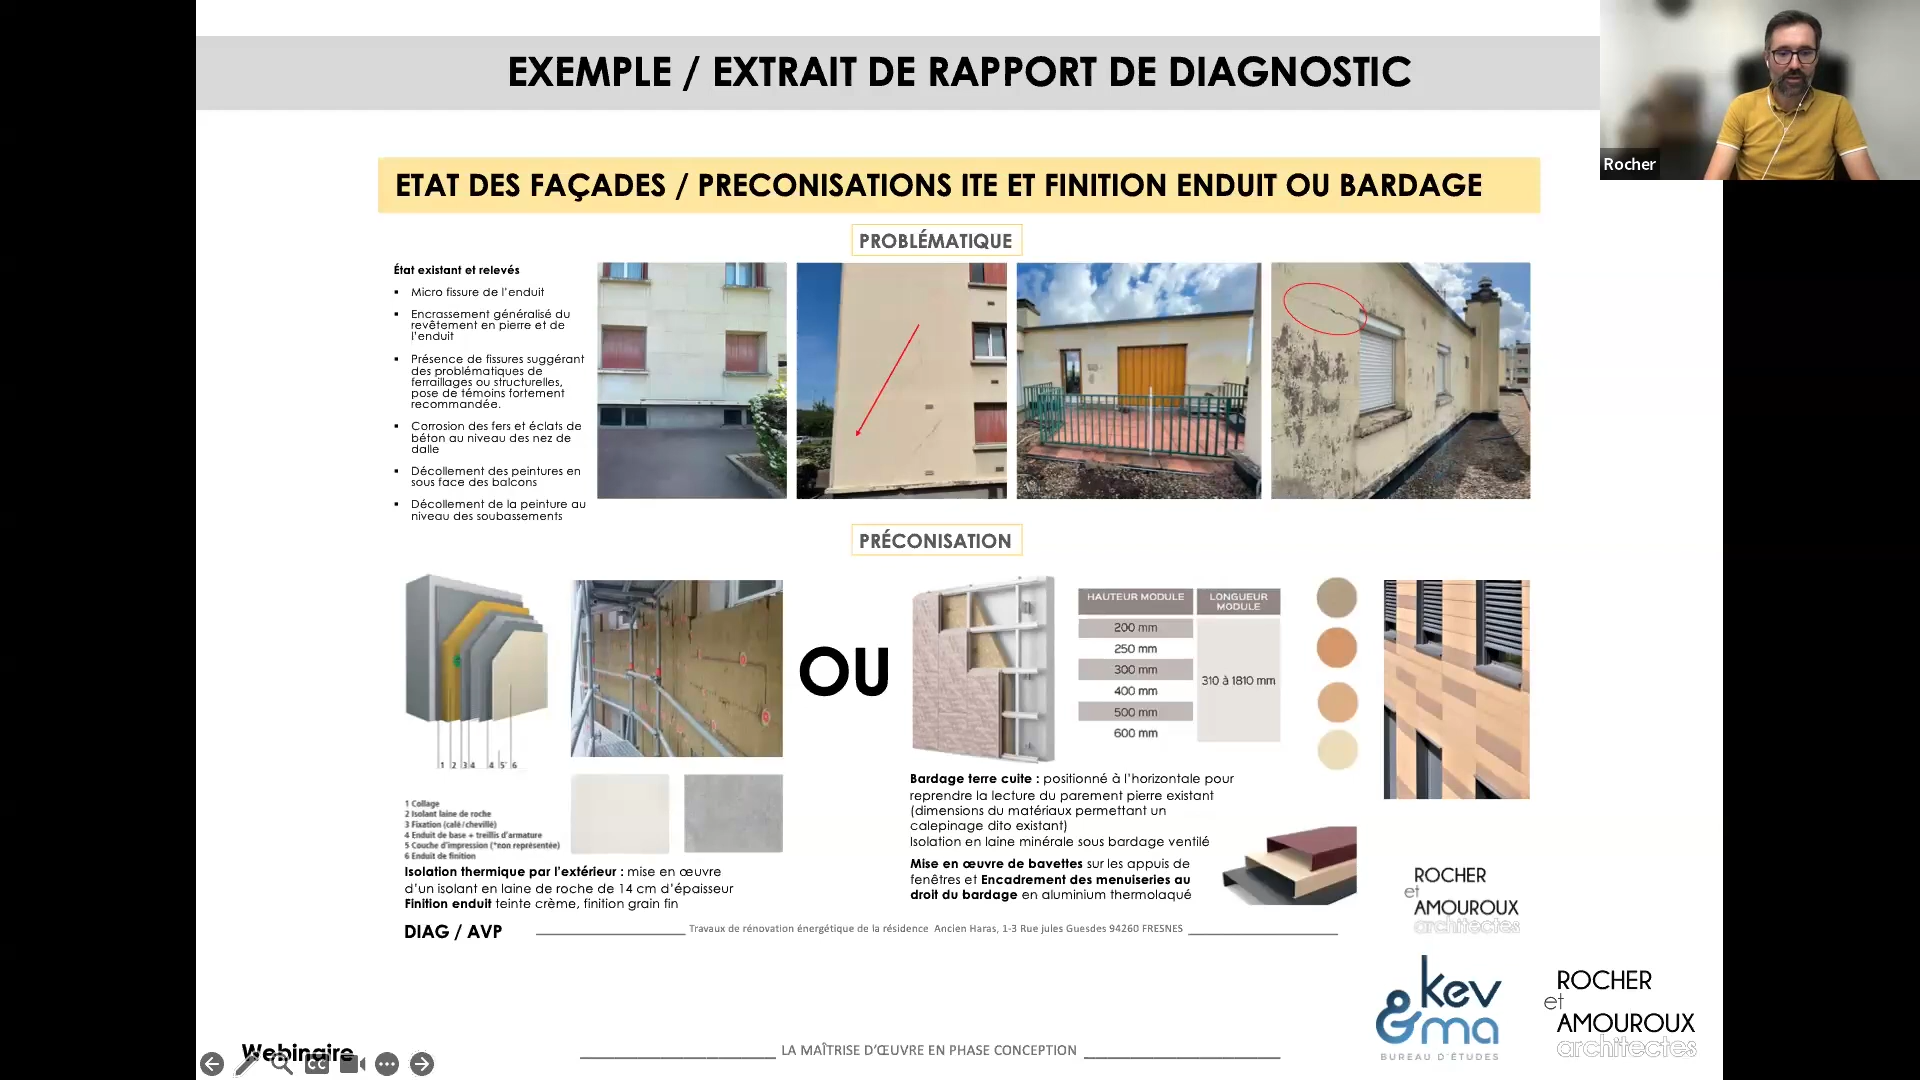 EXEMPLE / EXTRAIT DE RAPPORT DE DIAGNOSTIC
Rocher
ETAT DES FAÇADES / PRECONISATIONS ITE ET FINITION ENDUIT OU BARDAGE
PROBLÉMATIQUE
État existant et relevés
▪ Micro fissure de l'enduit
▪ Encrassement généralisé du
revêtement en pierre et de
l'enduit
▪ Présence de fissures suggérant
des problématiques de
ferraillages ou structurelles,
pose de témoins fortement
recommandée.
▪ Corrosion des fers et éclats de
béton au niveau des nez de
dalle
▪ Décollement des peintures en
sous face des balcons
▪ Décollement de la peinture au
niveau des soubassements
PRÉCONISATION
1 2 3 4 4 5* 6
1 Collage
2 Isolant laine de roche
3 Fixation (calé/chevillé)
4 Enduit de base + treillis d'armature
5 Couche d'impression (*non représentée)
6 Enduit de finition
Isolation thermique par l'extérieur : mise en œuvre
d'un isolant en laine de roche de 14 cm d'épaisseur
Finition enduit teinte crème, finition grain fin
OU
HAUTEUR MODULE
LONGUEUR
MODULE
200 mm
250 mm
300 mm
400 mm
500 mm
600 mm
310 à 1810 mm
Bardage terre cuite : positionné à l'horizontale pour
reprendre la lecture du parement pierre existant
(dimensions du matériaux permettant un
calepinage dito existant)
Isolation en laine minérale sous bardage ventilé
Mise en œuvre de bavettes sur les appuis de
fenêtres et Encadrement des menuiseries au
droit du bardage en aluminium thermolaqué
ROCHER
et
AMOUROUX
architectes
DIAG / AVP
Travaux de rénovation énergétique de la résidence Ancien Haras, 1-3 Rue jules Guesdes 94260 FRESNES
kev
&ma
BUREAU D'ÉTUDES
ROCHER
et
AMOUROUX
architectes
Webinaire
CC
LA MAÎTRISE D'ŒUVRE EN PHASE CONCEPTION